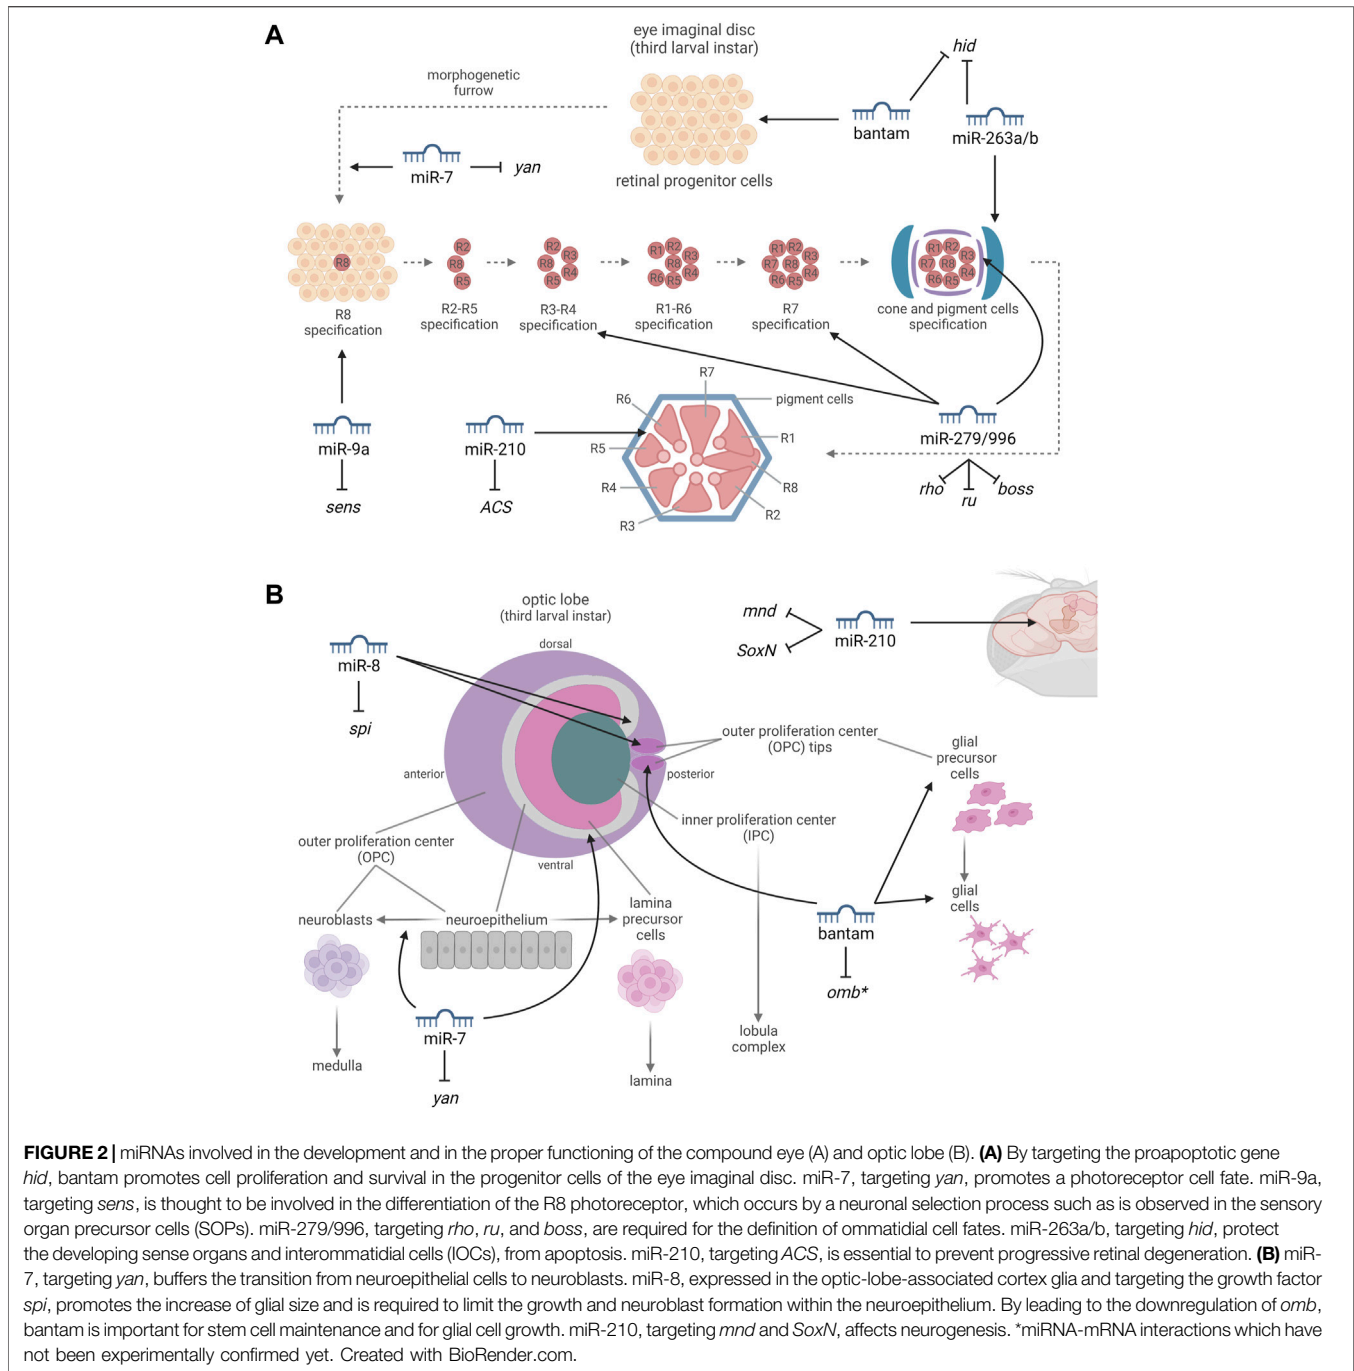 A
eye imaginal disc
(third larval instar)
hid
morphogenetic
furrow
bantam
miR-263a/b
miR-7
yan
retinal progenitor cells
R8
R2
R8
R5
R2
R3
R8
R4
R5
R1
R2
R3
R8
R6
R5
R4
R1
R2
R3
R7
R8
R4
R6
R5
R1
R2
R3
R7
R8
R4
R6
R5
R8
specification
R2-R5
specification
R3-R4
specification
R1-R6
specification
R7
specification
cone and pigment cells
specification
R7
R6
pigment cells
miR-9a
miR-210
R5
R1
miR-279/996
R4
R8
sens
ACS
R3
R2
rho
ru
boss
B
optic lobe
(third larval instar)
dorsal
mnd
SoxN
miR-210
miR-8
spi
outer proliferation center
(OPC) tips
glial
precursor
cells
anterior
posterior
inner proliferation center
(IPC)
outer proliferation center
(OPC)
ventral
neuroblasts
neuroepithelium
lamina
precursor
cells
glial
cells
bantam
omb*
miR-7
lobula
complex
medulla
lamina
yan
FIGURE 2 | miRNAs involved in the development and in the proper functioning of the compound eye (A) and optic lobe (B). (A) By targeting the proapoptotic gene
hid, bantam promotes cell proliferation and survival in the progenitor cells of the eye imaginal disc. miR-7, targeting yan, promotes a photoreceptor cell fate. miR-9a,
targeting sens, is thought to be involved in the differentiation of the R8 photoreceptor, which occurs by a neuronal selection process such as is observed in the sensory
organ precursor cells (SOPs). miR-279/996, targeting rho, ru, and boss, are required for the definition of ommatidial cell fates. miR-263a/b, targeting hid, protect
the developing sense organs and interommatidial cells (IOCs), from apoptosis. miR-210, targeting ACS, is essential to prevent progressive retinal degeneration. (B) miR-
7, targeting yan, buffers the transition from neuroepithelial cells to neuroblasts. miR-8, expressed in the optic-lobe-associated cortex glia and targeting the growth factor
spi, promotes the increase of glial size and is required to limit the growth and neuroblast formation within the neuroepithelium. By leading to the downregulation of omb,
bantam is important for stem cell maintenance and for glial cell growth. miR-210, targeting mnd and SoxN, affects neurogenesis. *miRNA-mRNA interactions which have
not been experimentally confirmed yet. Created with BioRender.com.